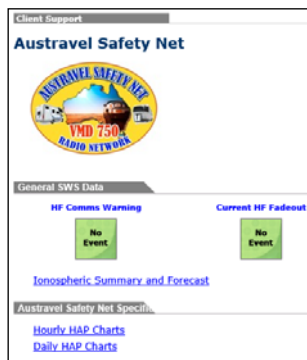 Client Support
Austravel Safety Net
AUSTRAVEL SAFETY NET
VMD 750
RADIO NETWORK
General SWS Data
HF Comms Warning Current HF Fadeout
No Event No Event
Ionospheric Summary and Forecast
Austravel Safety Net Specific
Hourly HAP Charts
Daily HAP Charts